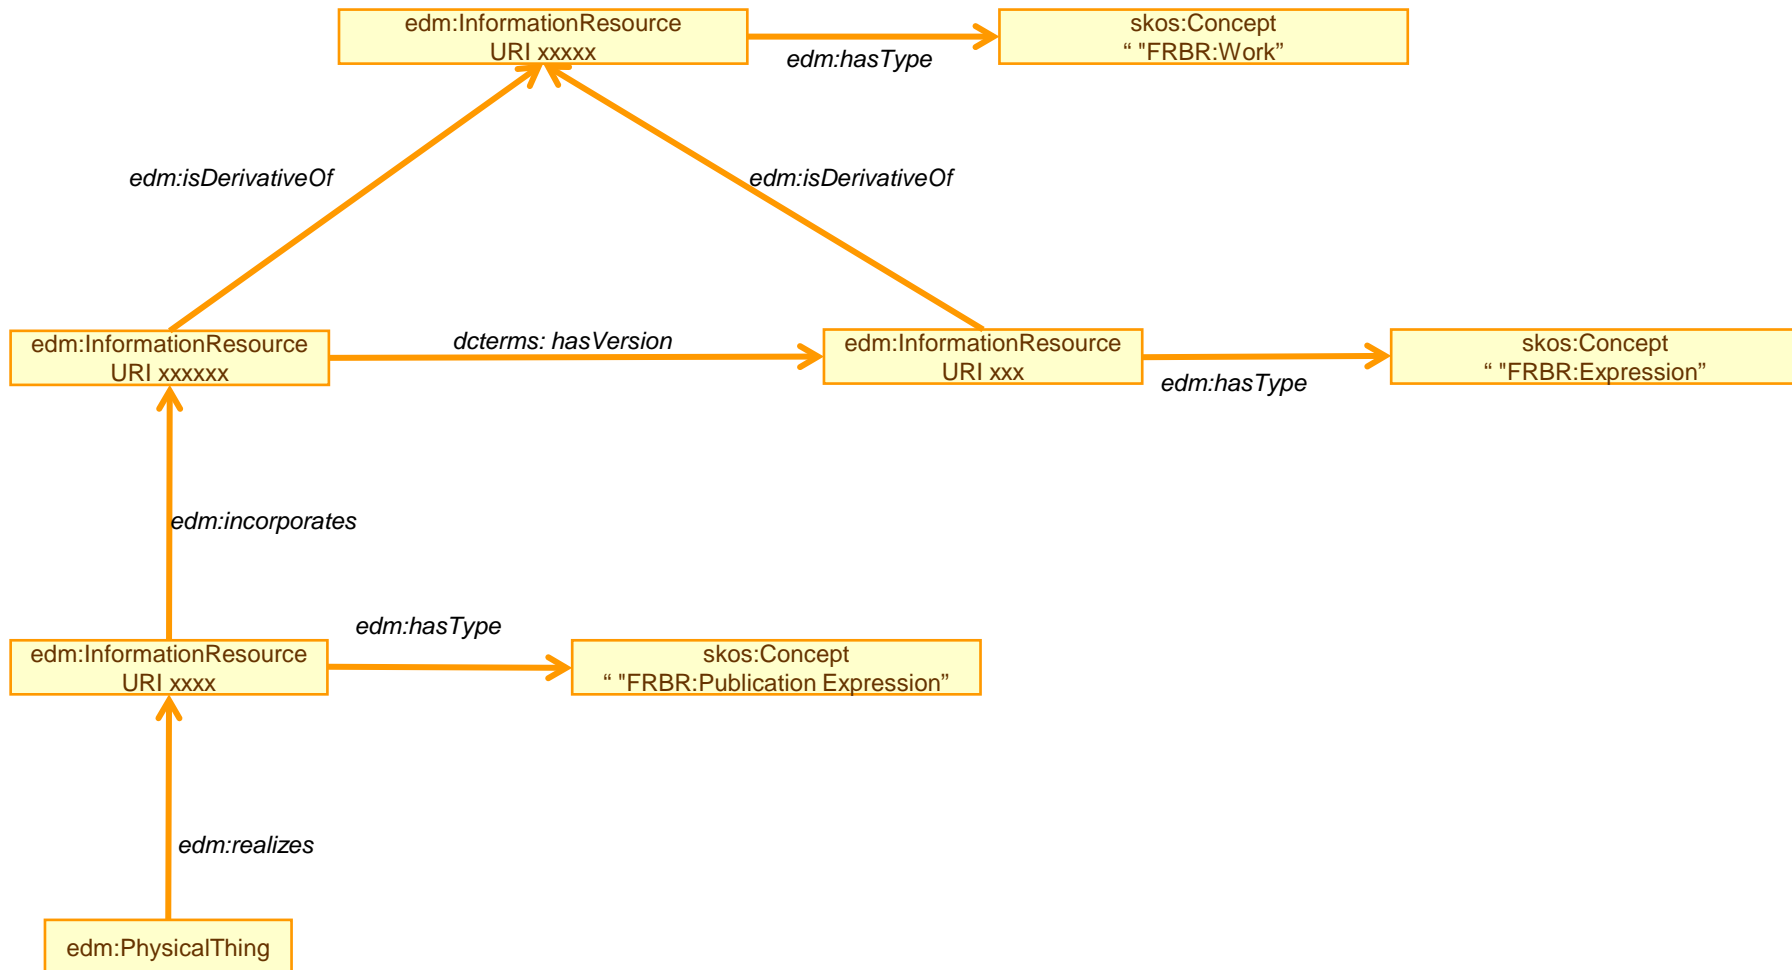 edm:InformationResource
URI xxxxx
edm:hasType
skos:Concept
“ "FRBR:Work”
edm:isDerivativeOf
edm:isDerivativeOf
edm:InformationResource
URI xxxxxx
dcterms: hasVersion
edm:InformationResource
URI xxx
edm:hasType
skos:Concept
“ "FRBR:Expression”
edm:incorporates
edm:InformationResource
URI xxxx
edm:hasType
skos:Concept
“ "FRBR:Publication Expression”
edm:realizes
edm:PhysicalThing